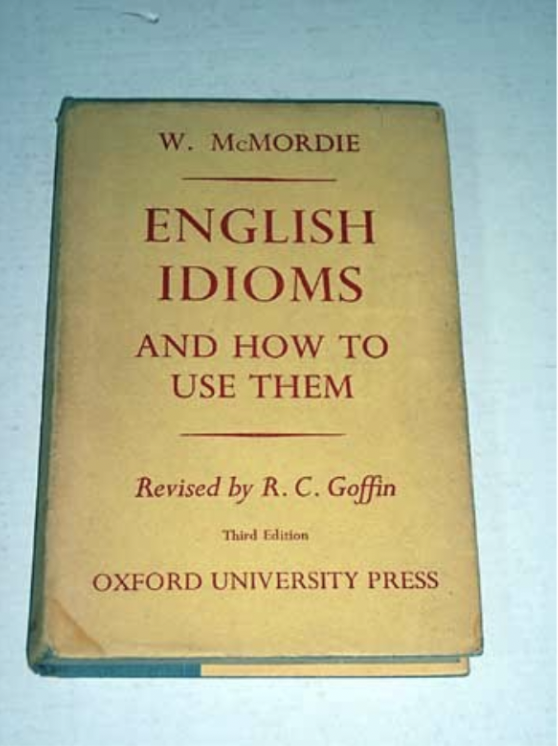 W. McMORDIE
ENGLISH
IDIOMS
AND HOW TO
USE THEM
Revised by R. C. Goffin
Third Edition
OXFORD UNIVERSITY PRESS